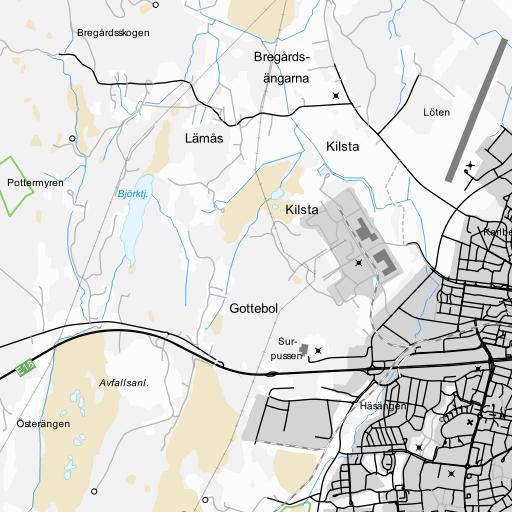 Bregårdsskogen
Bregårds-
ängarna
Löten
Lämås
Kilsta
Pottermyren
Björktj.
Kilsta
Gottebol
Sur-
pussen
E18
Avfallsanl.
Häsängen
Österängen